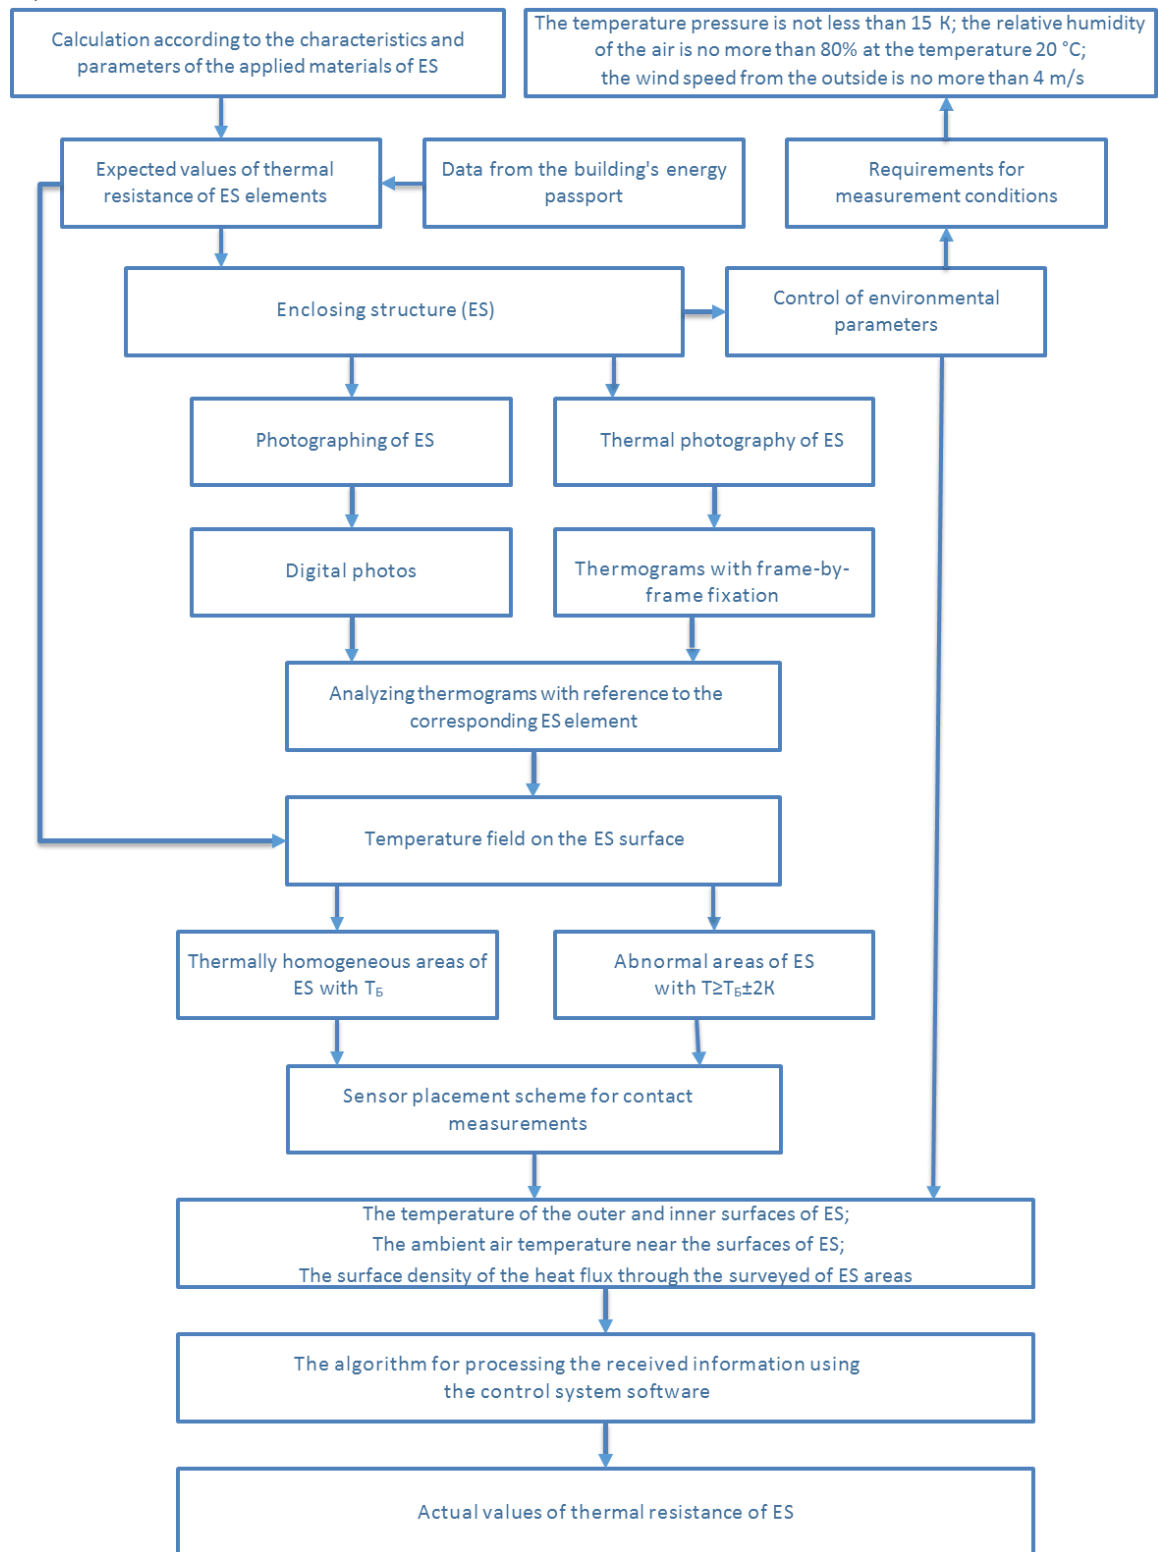 Calculation according to the characteristics and
parameters of the applied materials of ES
The temperature pressure is not less than 15 K; the relative humidity
of the air is no more than 80% at the temperature 20 °C;
the wind speed from the outside is no more than 4 m/s
Expected values of thermal
resistance of ES elements
Data from the building's energy
passport
Requirements for
measurement conditions
Enclosing structure (ES)
Control of environmental
parameters
Photographing of ES
Thermal photography of ES
Digital photos
Thermograms with frame-by-
frame fixation
Analyzing thermograms with reference to the
corresponding ES element
Temperature field on the ES surface
Thermally homogeneous areas of
ES with TБ
Abnormal areas of ES
with T≥TБ±2K
Sensor placement scheme for contact
measurements
The temperature of the outer and inner surfaces of ES;
The ambient air temperature near the surfaces of ES;
The surface density of the heat flux through the surveyed of ES areas
The algorithm for processing the received information using
the control system software
Actual values of thermal resistance of ES